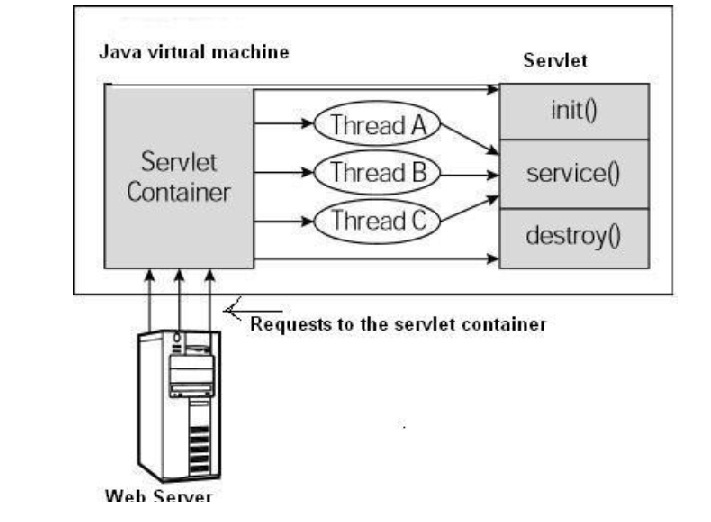 Java virtual machine
Servlet
init()
Thread A
Servlet
Container
Thread B
service()
Thread C
destroy()
Requests to the servlet container
Web Server